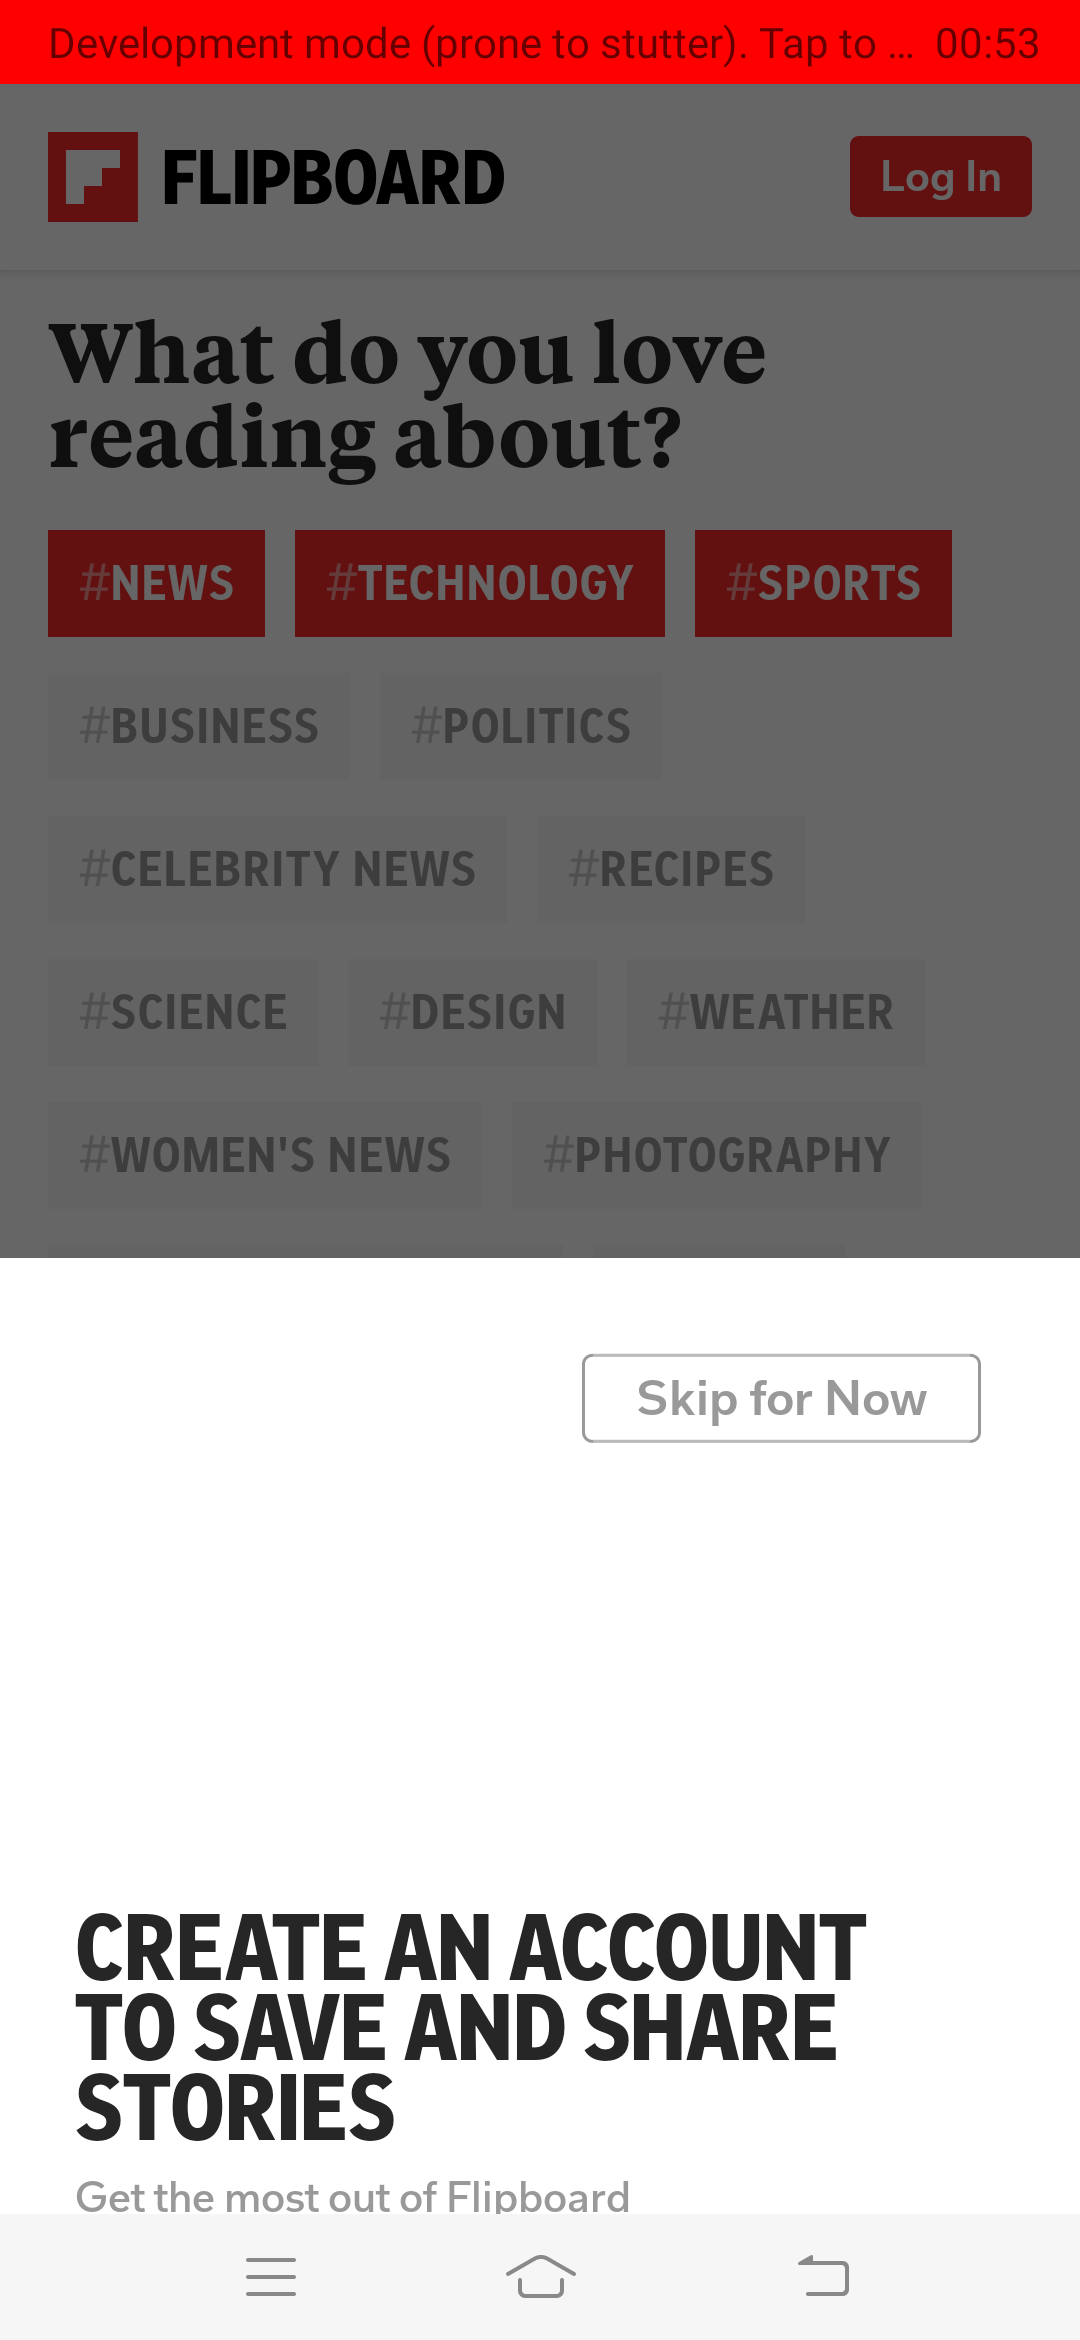 Development mode (prone to stutter). Tap to ... 00:53
FLIPBOARD
Log In
What do you love
reading about?
#NEWS #TECHNOLOGY #SPORTS
#BUSINESS #POLITICS
#CELEBRITY NEWS #RECIPES
#SCIENCE #DESIGN #WEATHER
#WOMEN'S NEWS #PHOTOGRAPHY
Skip for Now
CREATE AN ACCOUNT
TO SAVE AND SHARE
STORIES
Get the most out of Flipboard